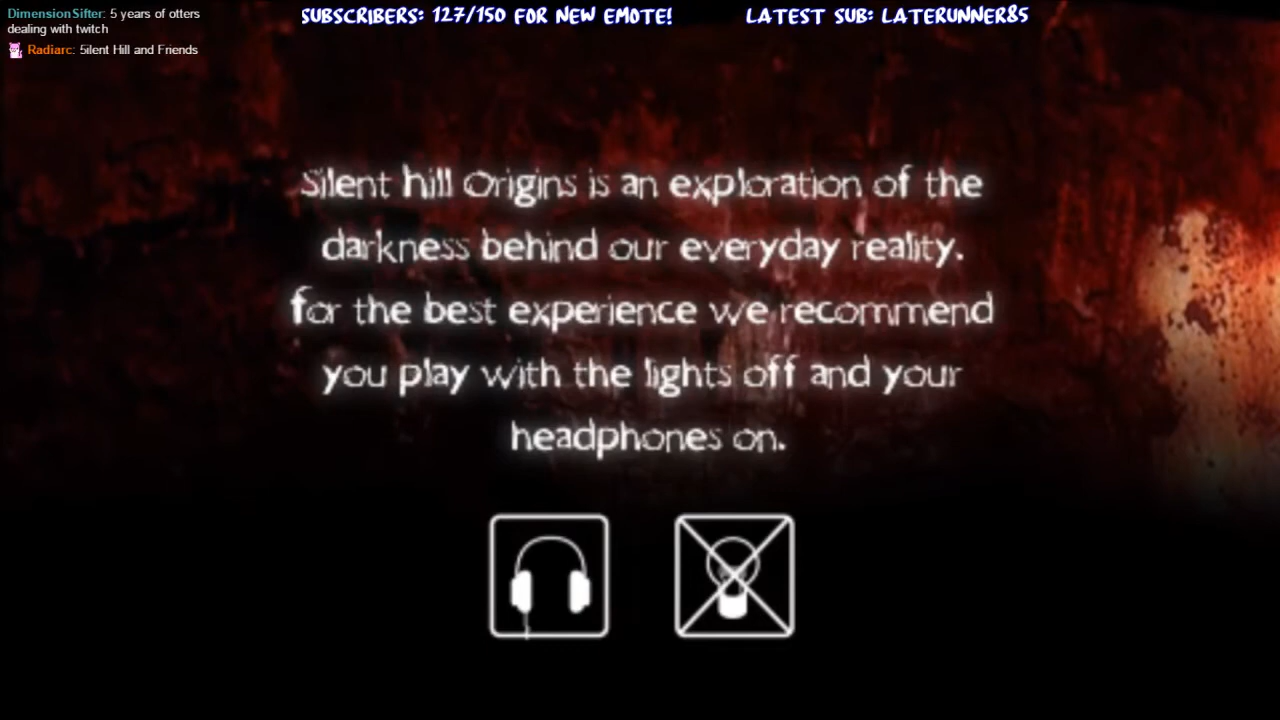 DimensionSifter: 5 years of otters
dealing with twitch
Radiarc: 5ilent Hill and Friends
SUBSCRIBERS: 127/150 FOR NEW EMOTE!
LATEST SUB: LATERUNNER85
Silent hill Origins is an exploration of the
darkness behind our everyday reality.
for the best experience we recommend
you play with the lights off and your
headphones on.